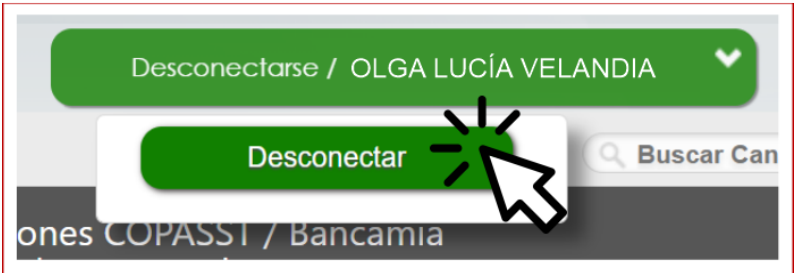 Desconectarse / OLGA LUCÍA VELANDIA
Desconectar
Buscar Can
ones COPASST / Bancamia